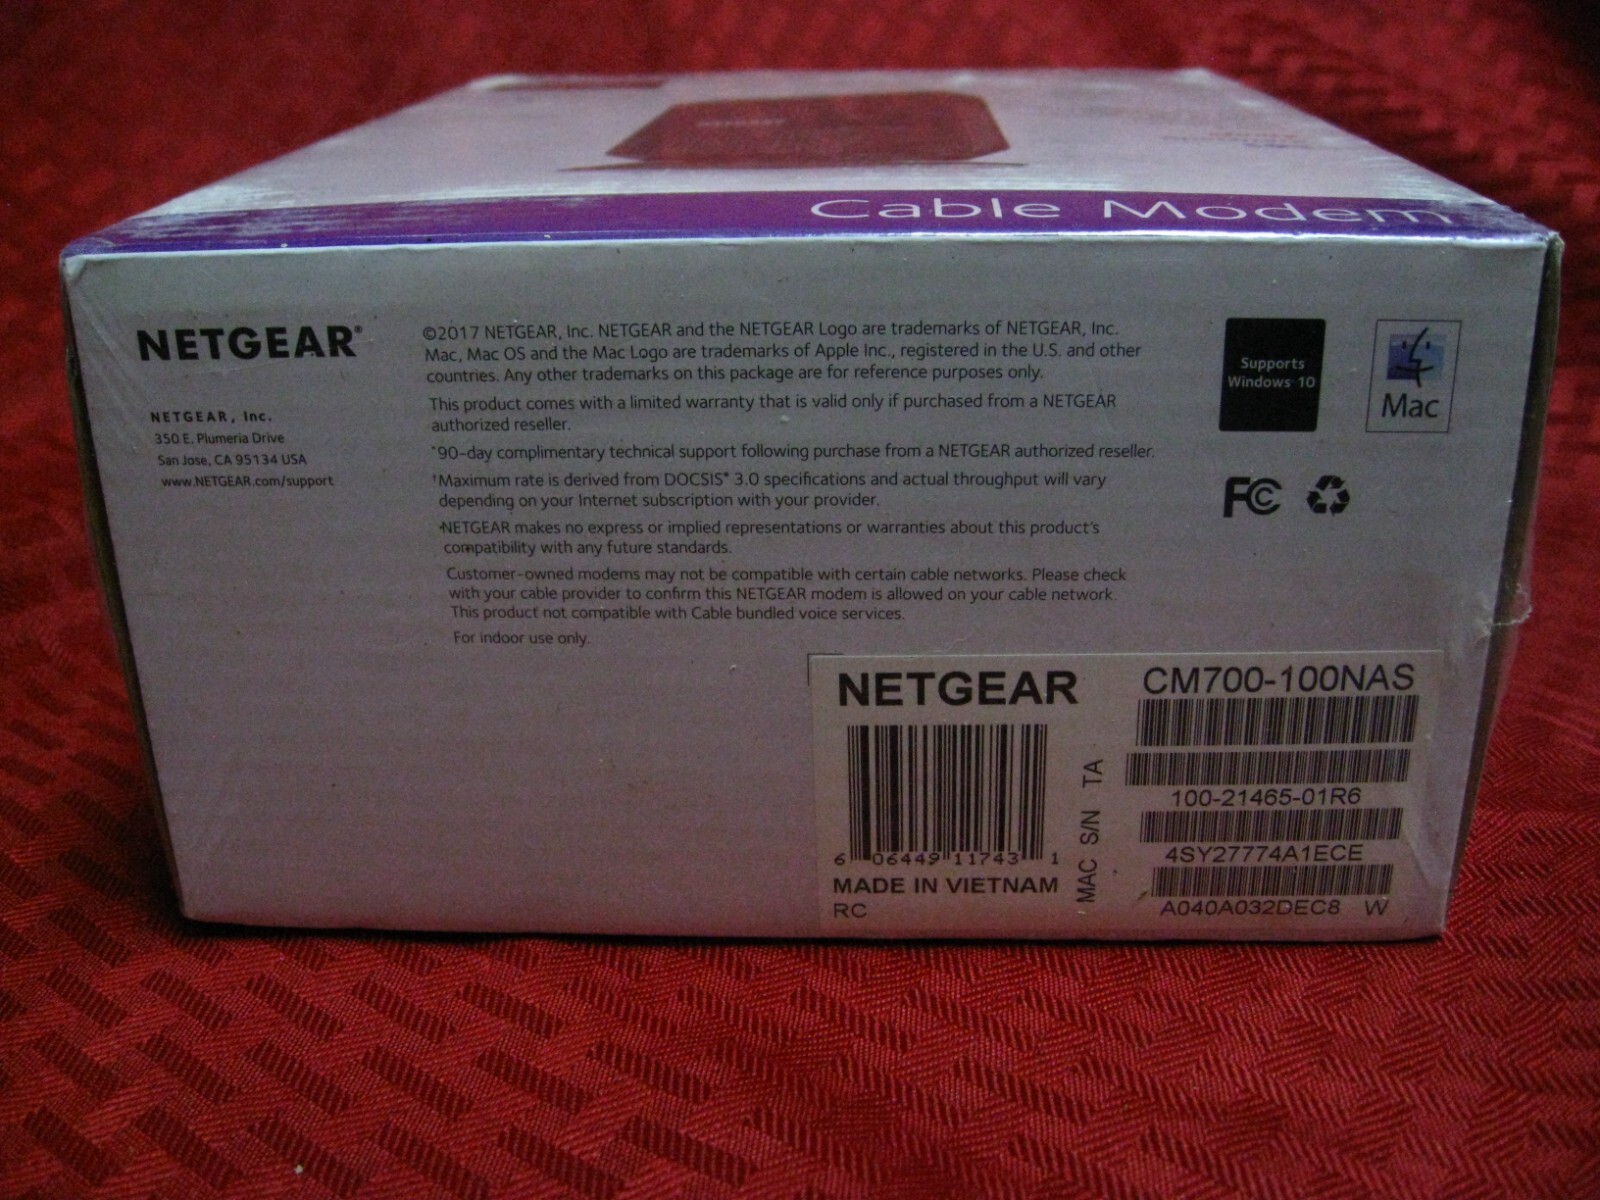 Cable Modem
NETGEAR®
NETGEAR, Inc.
350 E. Plumeria Drive
San Jose, CA 95134 USA
www.NETGEAR.com/support
©2017 NETGEAR, Inc. NETGEAR and the NETGEAR Logo are trademarks of NETGEAR, Inc.
Mac, Mac OS and the Mac Logo are trademarks of Apple Inc., registered in the U.S. and other
countries. Any other trademarks on this package are for reference purposes only.
This product comes with a limited warranty that is valid only if purchased from a NETGEAR
authorized reseller.
*90-day complimentary technical support following purchase from a NETGEAR authorized reseller.
†Maximum rate is derived from DOCSIS® 3.0 specifications and actual throughput will vary
depending on your Internet subscription with your provider.
•NETGEAR makes no express or implied representations or warranties about this product's
compatibility with any future standards.
Customer-owned modems may not be compatible with certain cable networks. Please check
with your cable provider to confirm this NETGEAR modem is allowed on your cable network.
This product not compatible with Cable bundled voice services.
For indoor use only.
Supports
Windows 10
Mac
FCC
NETGEAR
6 06449 11743 1
MADE IN VIETNAM
RC
CM700-100NAS
TA
100-21465-01R6
S/N
4SY27774A1ECE
MAC
A040A032DEC8 W